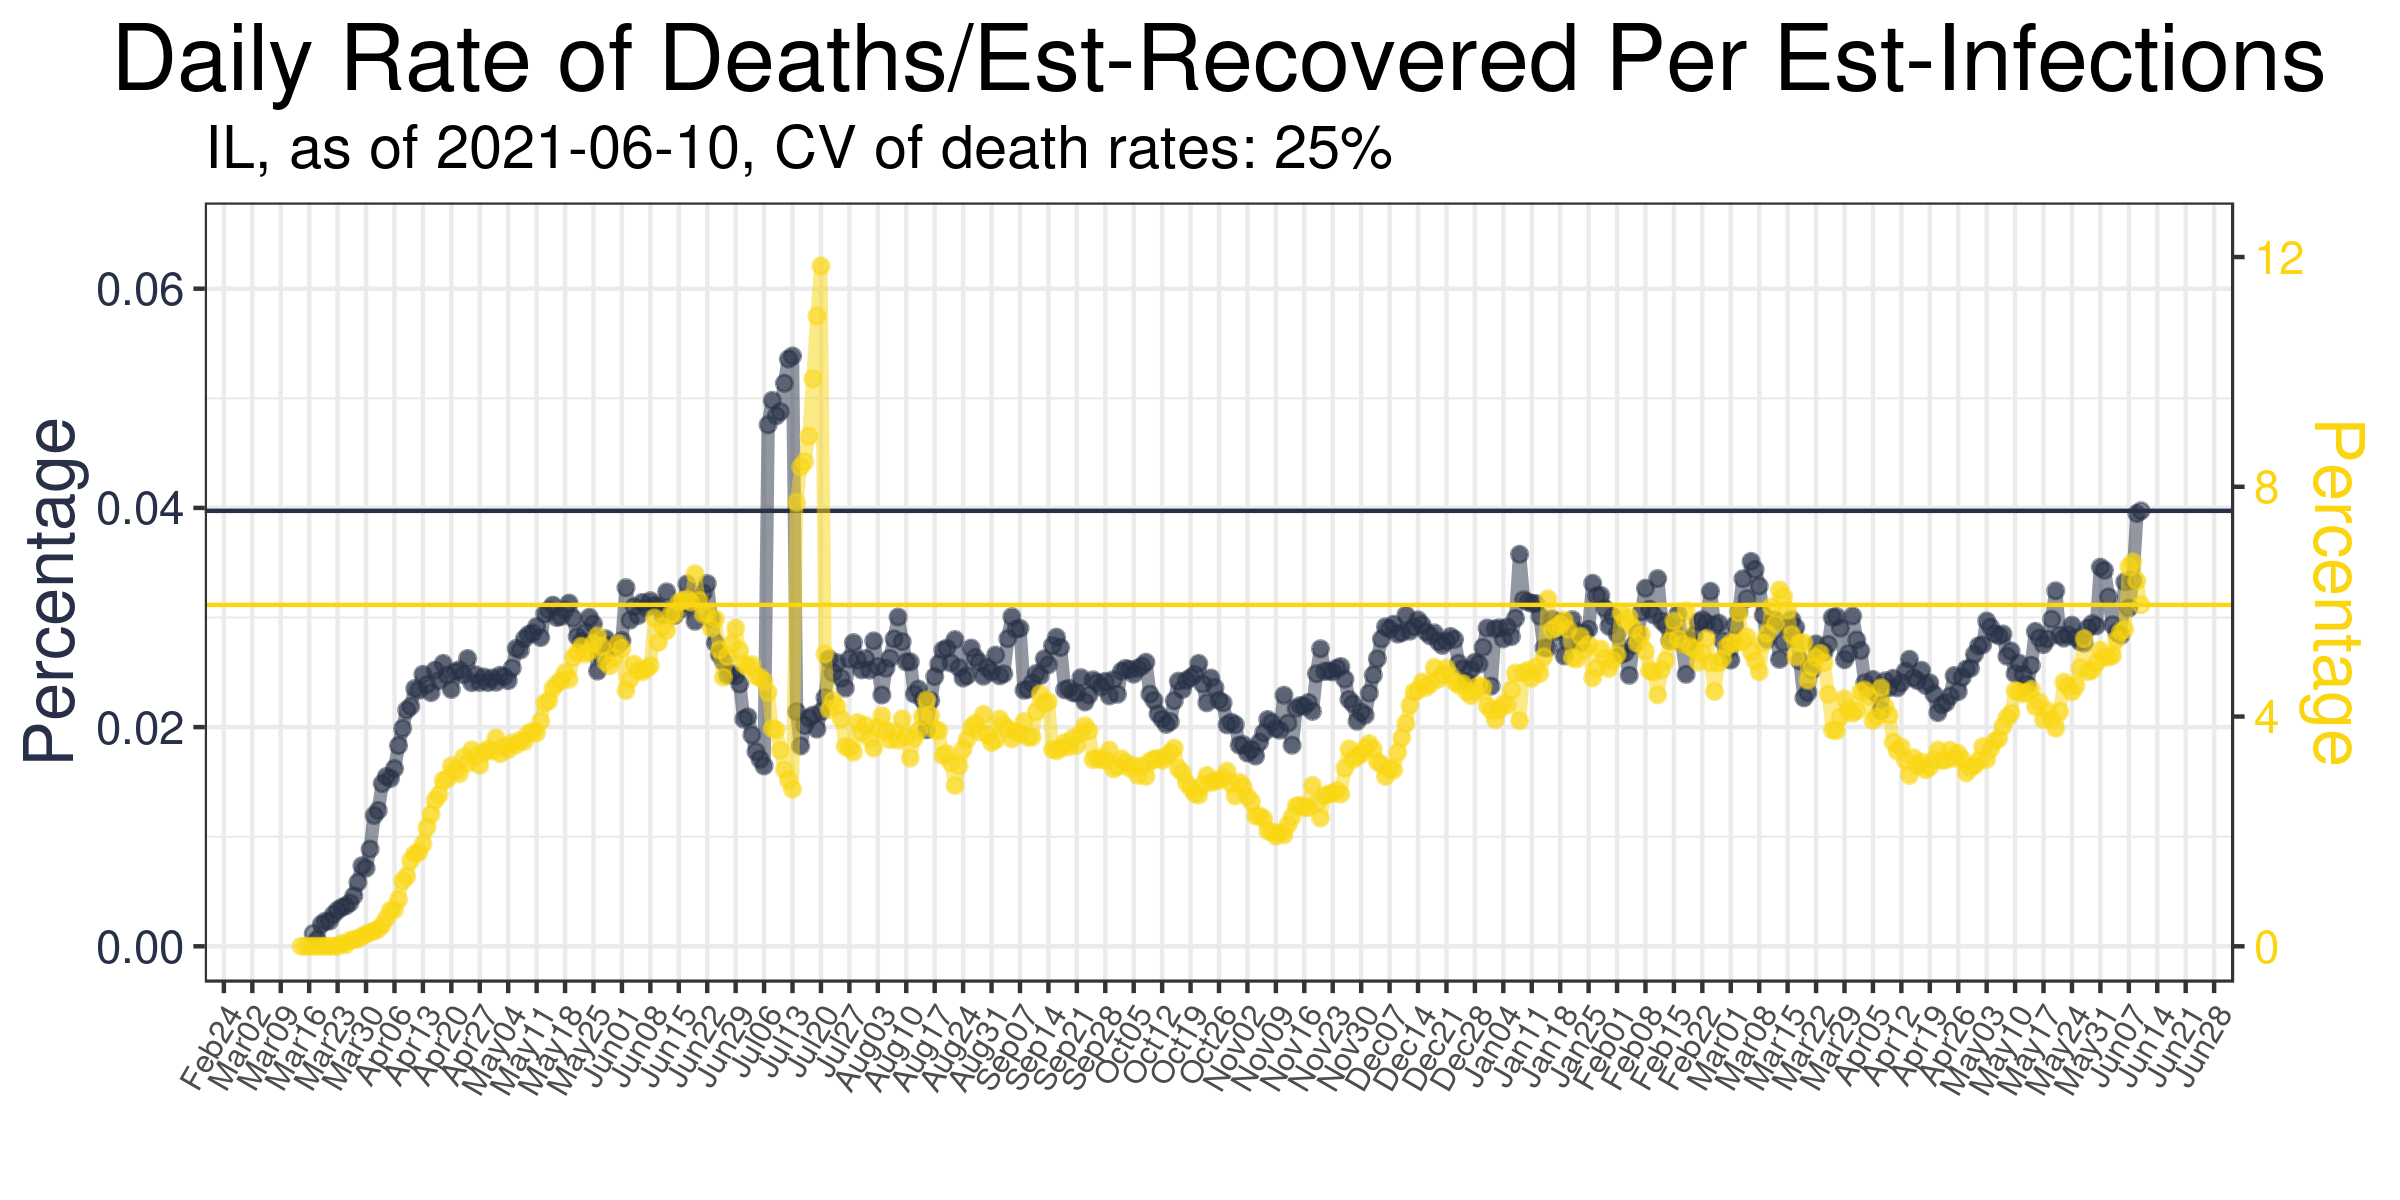 Daily Rate of Deaths/Est-Recovered Per Est-Infections
IL, as of 2021-06-10, CV of death rates: 25%
Percentage
0.06
0.04
0.02
0.00
12
8
4
0
Percentage
Feb24
Mar02
Mar09
Mar16
Mar23
Mar30
Apr06
Apr13
Apr20
Apr27
May04
May11
May18
May25
Jun01
Jun08
Jun15
Jun22
Jun29
Jul06
Jul13
Jul20
Jul27
Aug03
Aug10
Aug17
Aug24
Aug31
Sep07
Sep14
Sep21
Sep28
Oct05
Oct12
Oct19
Oct26
Nov02
Nov09
Nov16
Nov23
Nov30
Dec07
Dec14
Dec21
Dec28
Jan04
Jan11
Jan18
Jan25
Feb01
Feb08
Feb15
Feb22
Mar01
Mar08
Mar15
Mar22
Mar29
Apr05
Apr12
Apr19
Apr26
May03
May10
May17
May24
May31
Jun07
Jun14
Jun21
Jun28